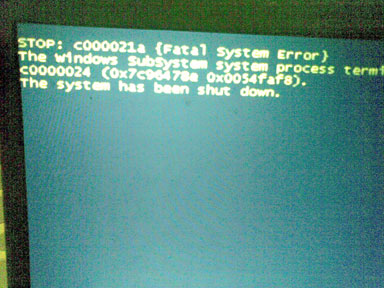 STOP: c000021a {Fatal System Error}
The Windows SubSystem system process termi
c0000024 (0x7c96478e 0x0054faf8).
The system has been shut down.